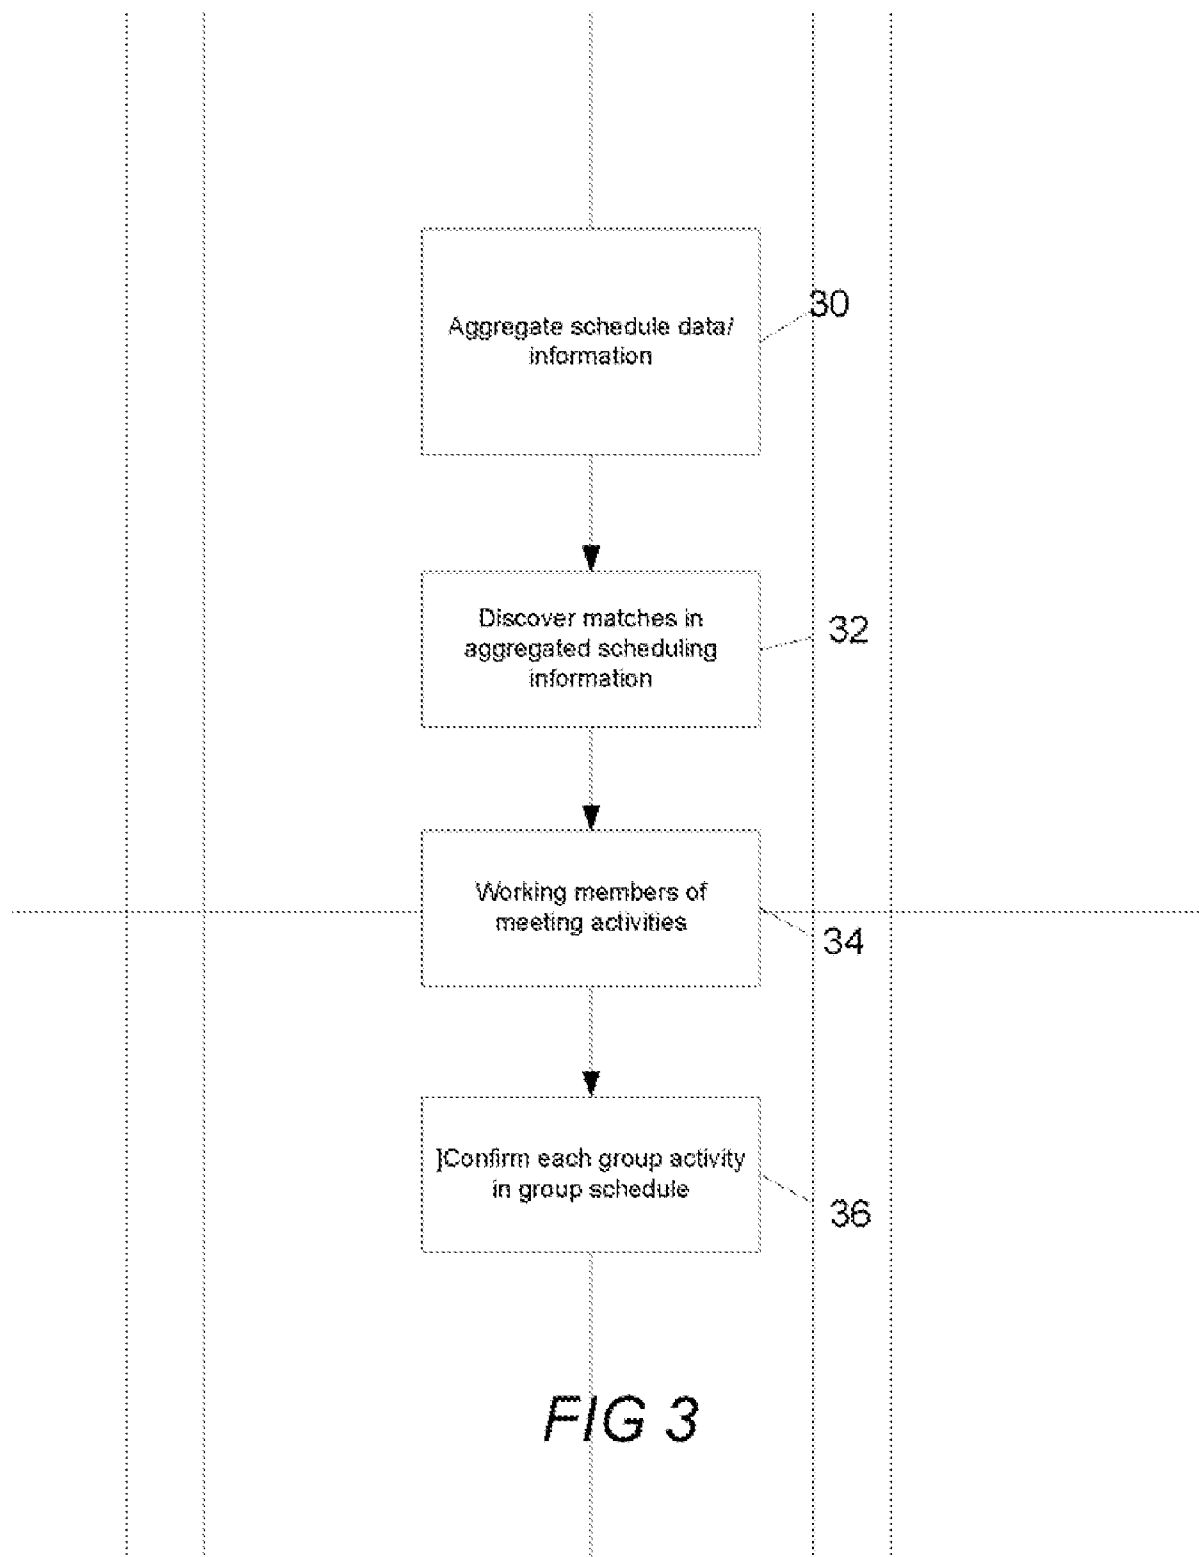 Aggregate schedule data/
information
30
Discover matches in
aggregated scheduling
information
32
Working members of
meeting activities
34
]Confirm each group activity
in group schedule
36
FIG 3